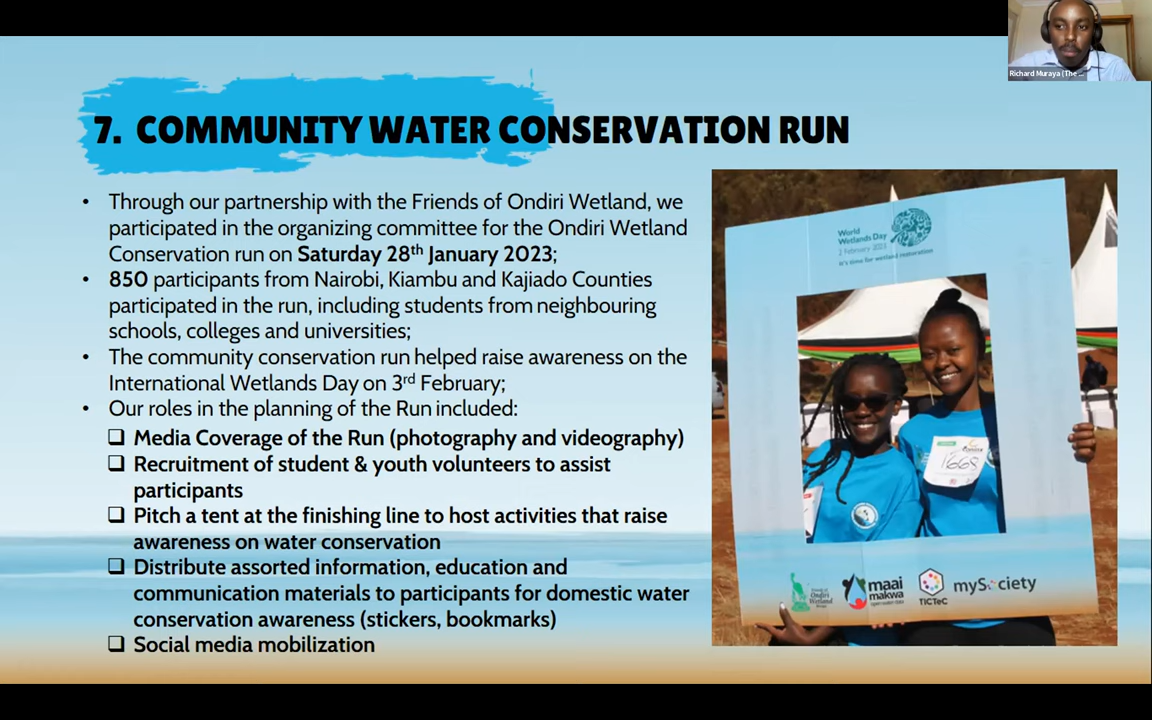 Richard Muraya (The ...
7. COMMUNITY WATER CONSERVATION RUN
• Through our partnership with the Friends of Ondiri Wetland, we
participated in the organizing committee for the Ondiri Wetland
Conservation run on Saturday 28th January 2023;
• 850 participants from Nairobi, Kiambu and Kajiado Counties
participated in the run, including students from neighbouring
schools, colleges and universities;
• The community conservation run helped raise awareness on the
International Wetlands Day on 3rd February;
• Our roles in the planning of the Run included:
❑ Media Coverage of the Run (photography and videography)
❑ Recruitment of student & youth volunteers to assist
participants
❑ Pitch a tent at the finishing line to host activities that raise
awareness on water conservation
❑ Distribute assorted information, education and
communication materials to participants for domestic water
conservation awareness (stickers, bookmarks)
❑ Social media mobilization
World
Wetlands Day
2 February 2023
It's time for wetland restoration
1668
Friends of
Ondiri
Wetland
maai
makwa
open water data
TICTeC
mySociety